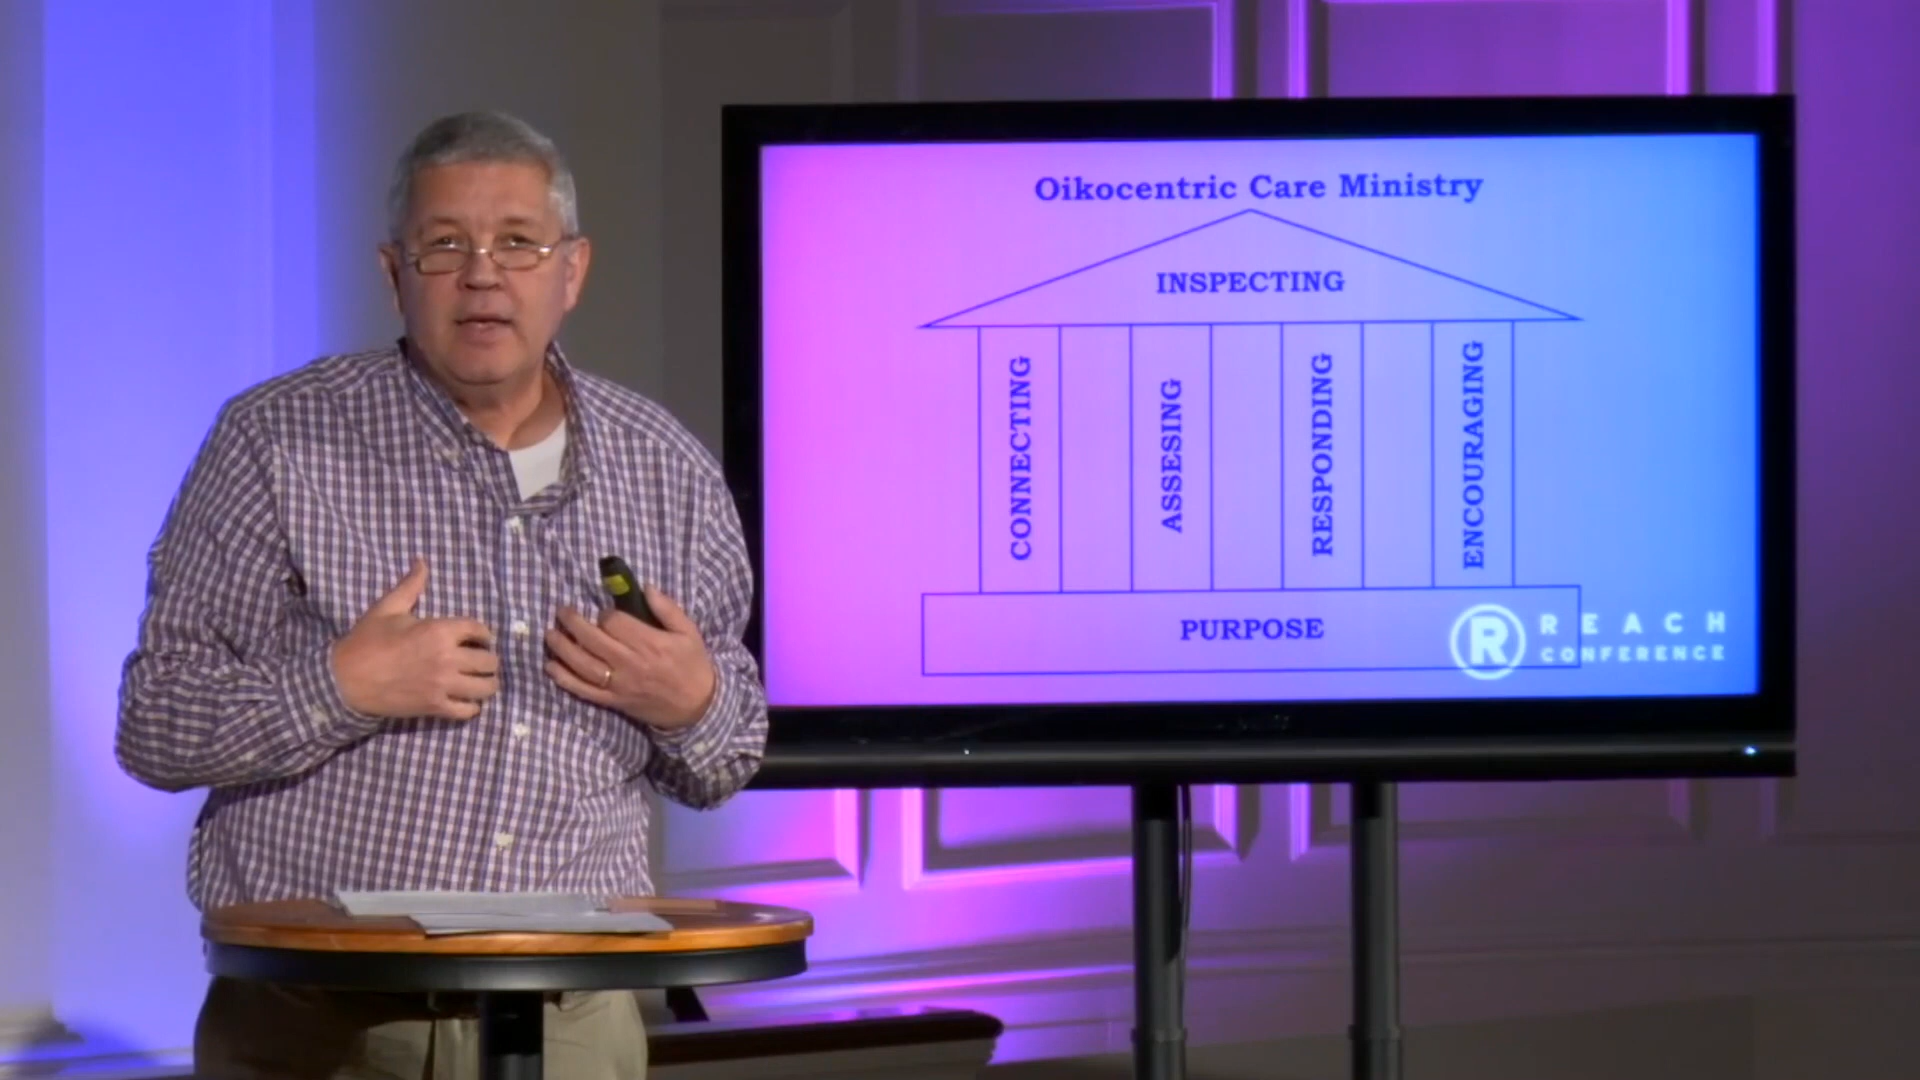 Oikocentric Care Ministry
INSPECTING
CONNECTING
ASSESING
RESPONDING
ENCOURAGING
PURPOSE
R REACH
CONFERENCE